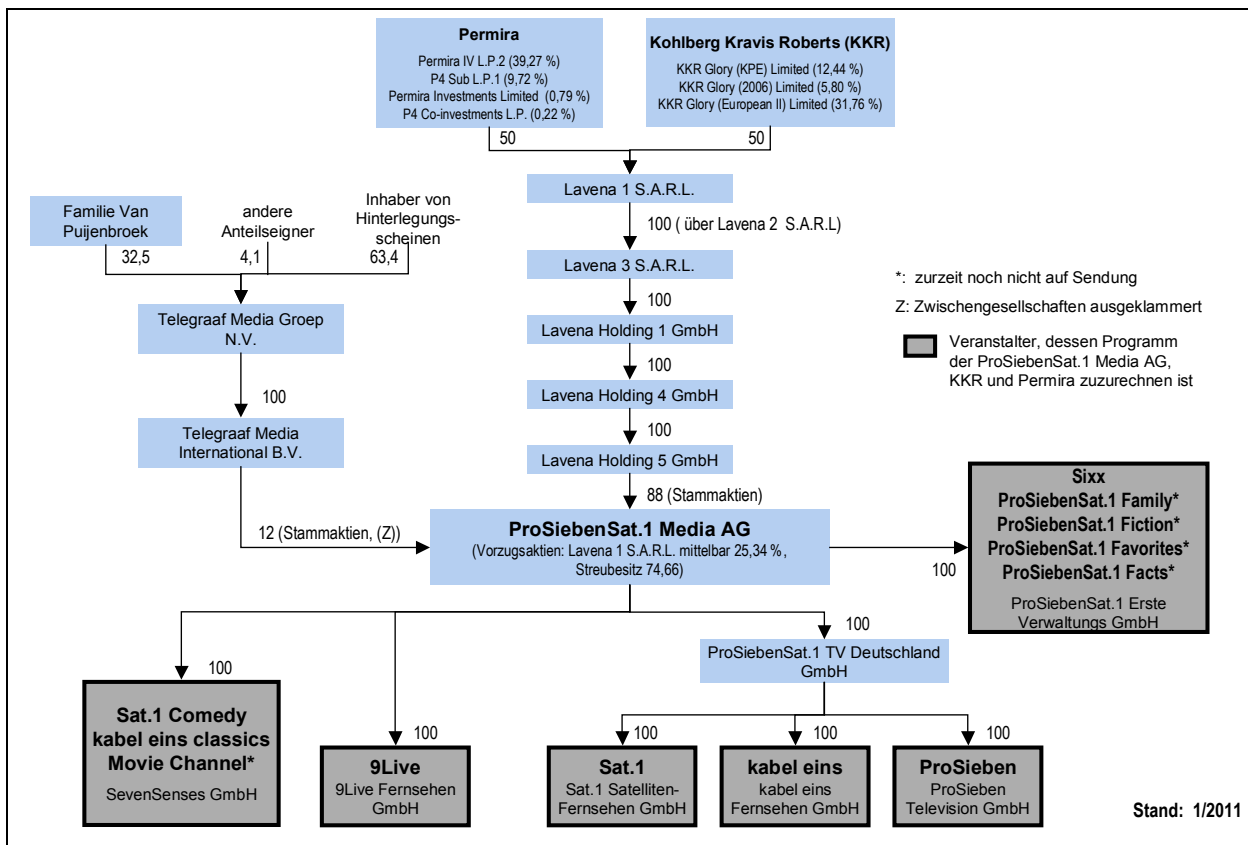 Permira
Permira IV L.P.2 (39,27 %)
P4 Sub L.P.1 (9,72 %)
Permira Investments Limited (0,79 %)
P4 Co-investments L.P. (0,22 %)
Kohlberg Kravis Roberts (KKR)
KKR Glory (KPE) Limited (12,44 %)
KKR Glory (2006) Limited (5,80 %)
KKR Glory (European II) Limited (31,76 %)
50
50
Lavena 1 S.A.R.L.
100 ( über Lavena 2 S.A.R.L)
Lavena 3 S.A.R.L.
100
Lavena Holding 1 GmbH
100
Lavena Holding 4 GmbH
100
Lavena Holding 5 GmbH
88 (Stammaktien)
Familie Van
Puijenbroek
andere
Anteilseigner
Inhaber von
Hinterlegungs-
scheinen
32,5
4,1
63,4
Telegraaf Media Groep
N.V.
100
Telegraaf Media
International B.V.
12 (Stammaktien, (Z))
*: zurzeit noch nicht auf Sendung
Z: Zwischengesellschaften ausgeklammert
Veranstalter, dessen Programm
der ProSiebenSat.1 Media AG,
KKR und Permira zuzurechnen ist
ProSiebenSat.1 Media AG
(Vorzugsaktien: Lavena 1 S.A.R.L. mittelbar 25,34 %,
Streubesitz 74,66)
100
Sixx
ProSiebenSat.1 Family*
ProSiebenSat.1 Fiction*
ProSiebenSat.1 Favorites*
ProSiebenSat.1 Facts*
ProSiebenSat.1 Erste
Verwaltungs GmbH
100
ProSiebenSat.1 TV Deutschland
GmbH
100
Sat.1 Comedy
kabel eins classics
Movie Channel*
SevenSenses GmbH
100
9Live
9Live Fernsehen
GmbH
100
Sat.1
Sat.1 Satelliten-
Fernsehen GmbH
100
kabel eins
kabel eins
Fernsehen GmbH
100
ProSieben
ProSieben
Television GmbH
Stand: 1/2011